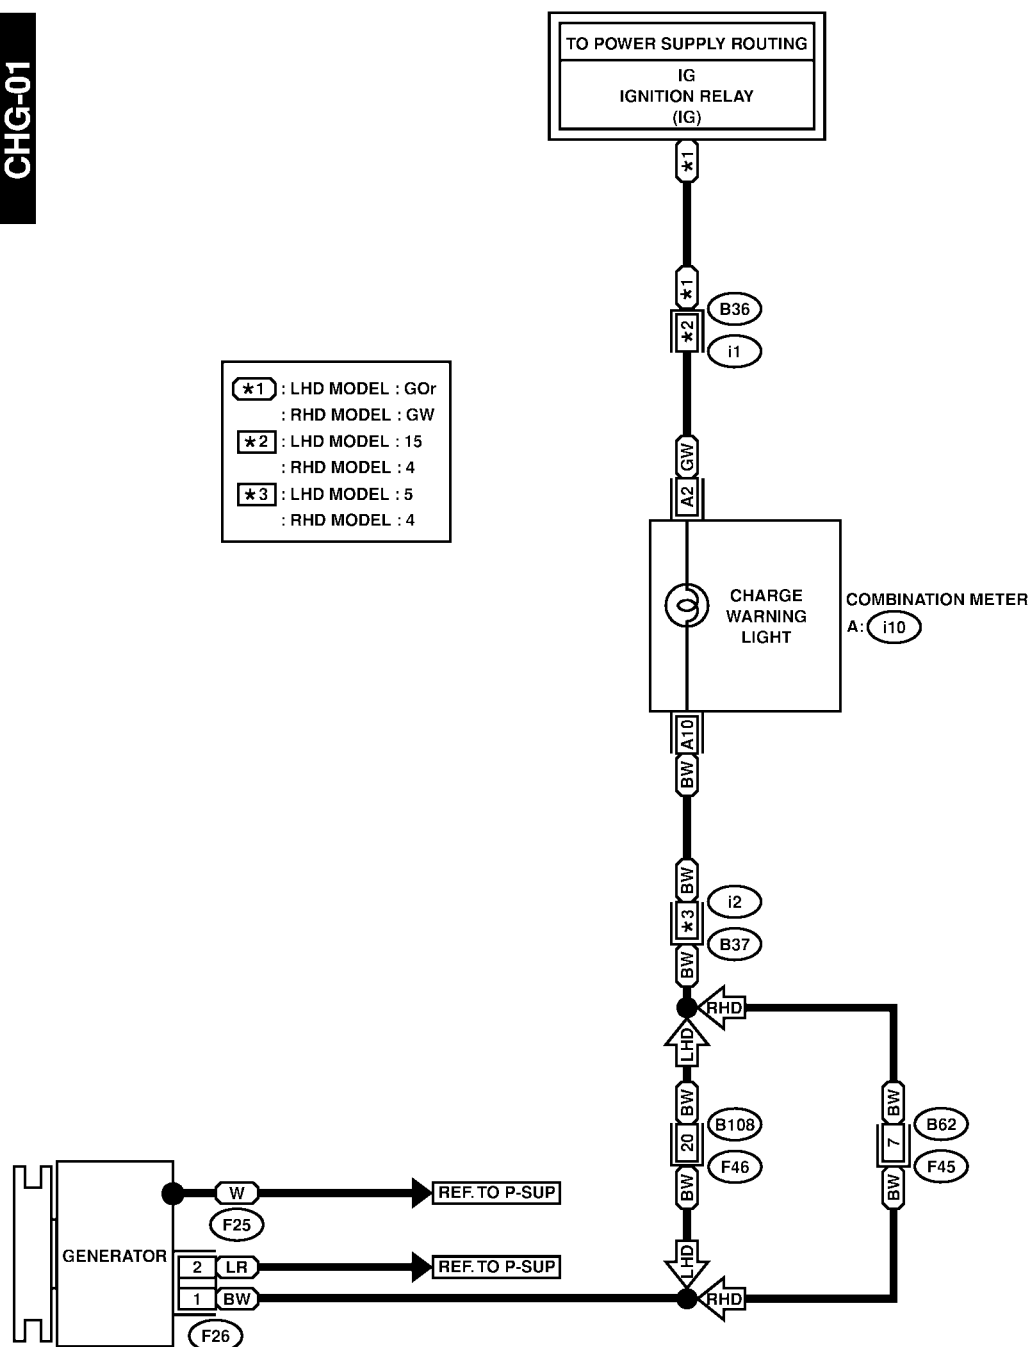 CHG-01
TO POWER SUPPLY ROUTING
IG
IGNITION RELAY
(IG)
*1
*1
*2
B36
i1
*1 : LHD MODEL : GOr
: RHD MODEL : GW
*2 : LHD MODEL : 15
: RHD MODEL : 4
*3 : LHD MODEL : 5
: RHD MODEL : 4
GW
A2
CHARGE
WARNING
LIGHT
COMBINATION METER
A: i10
A10
BW
BW
*3
i2
B37
BW
RHD
LHD
BW
20
B108
F46
BW
LHD
BW
7
B62
F45
BW
RHD
GENERATOR
W
REF. TO P-SUP
F25
2 LR
REF. TO P-SUP
1 BW
F26